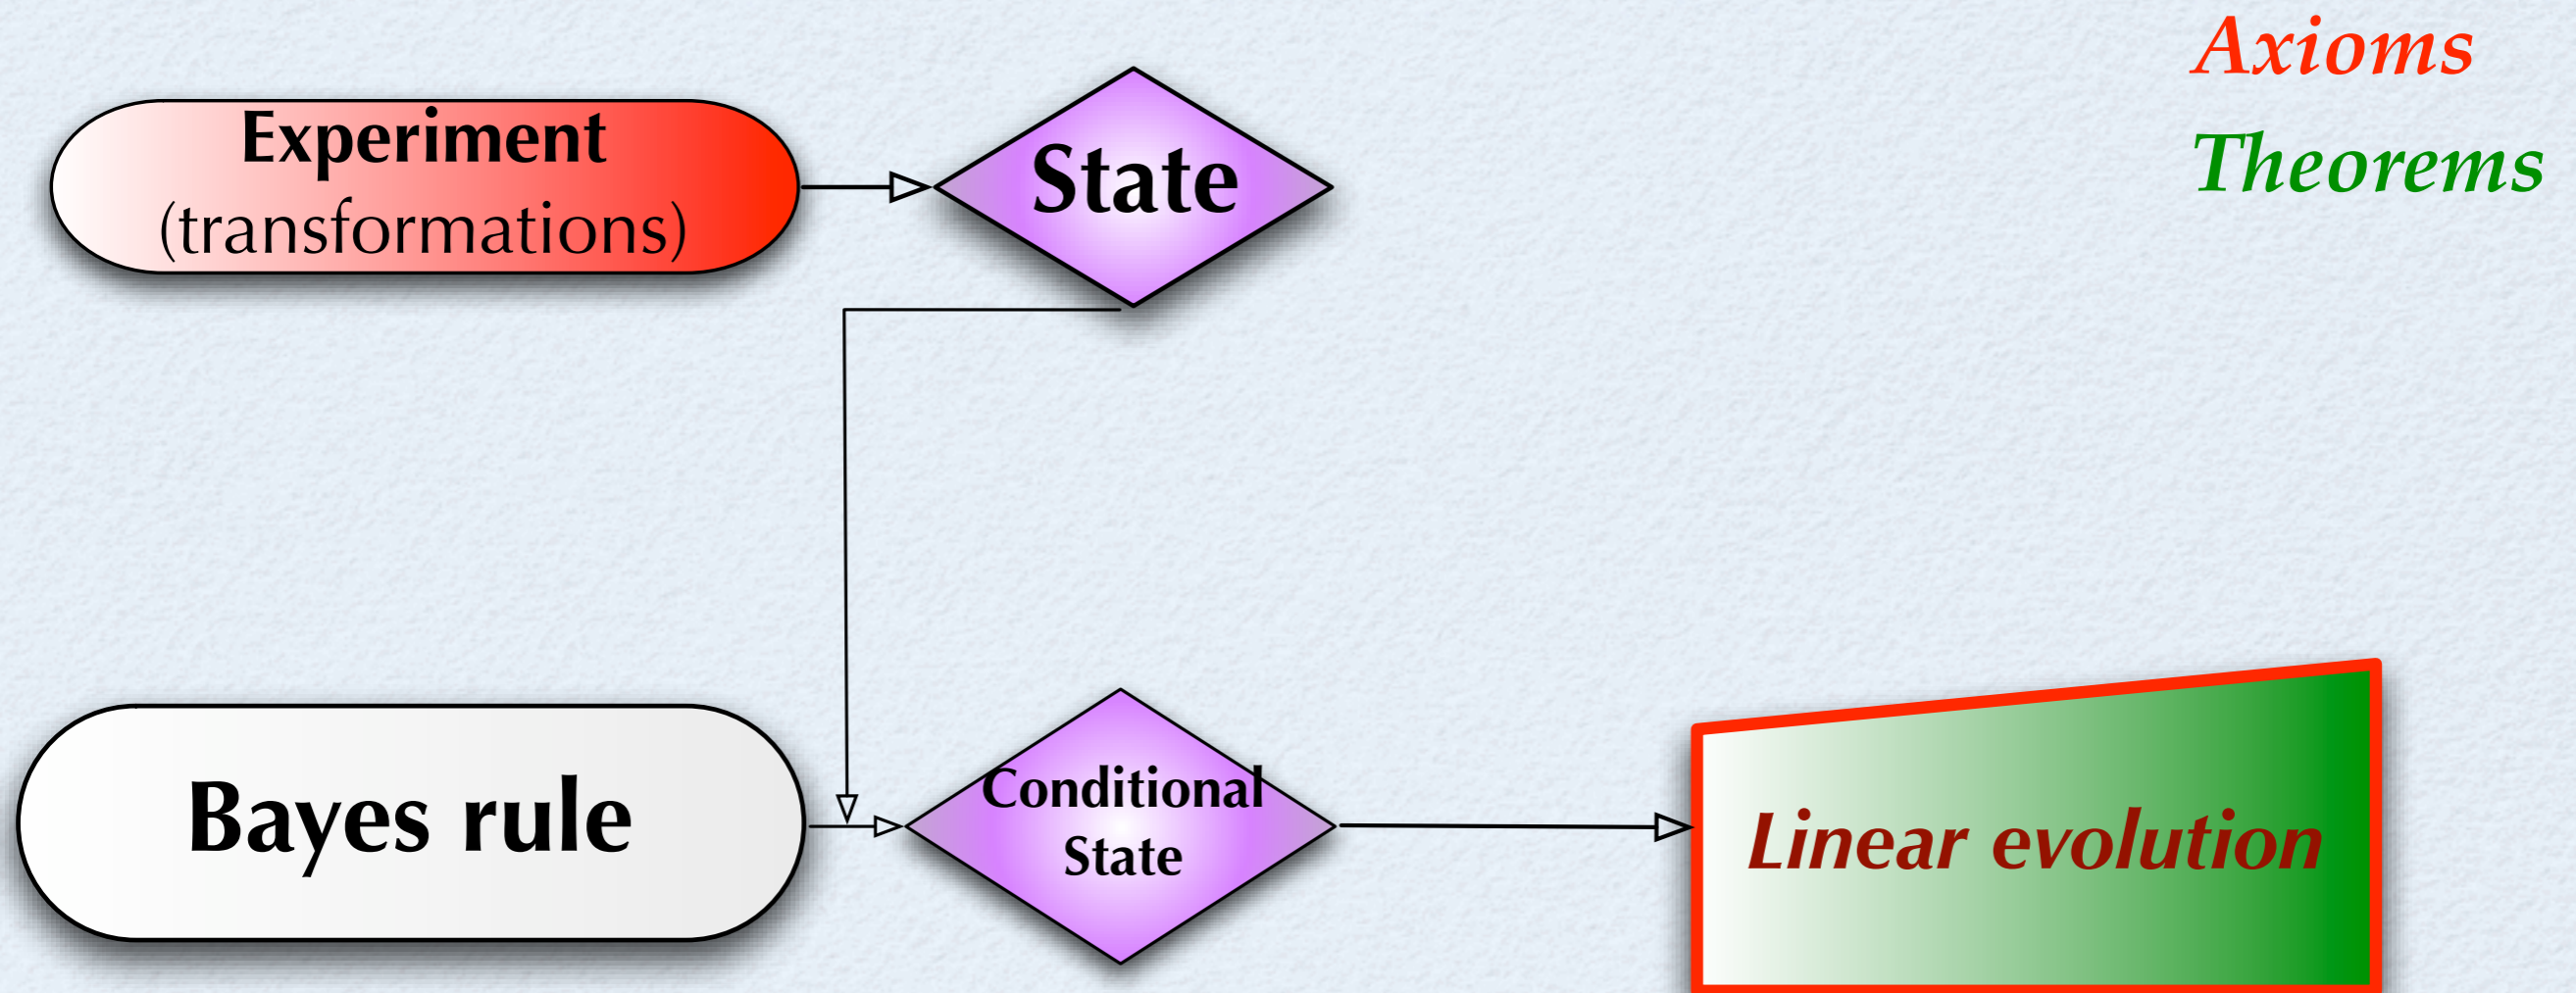 Axioms
Theorems
Experiment
(transformations)
State
Bayes rule
Conditional
State
Linear evolution